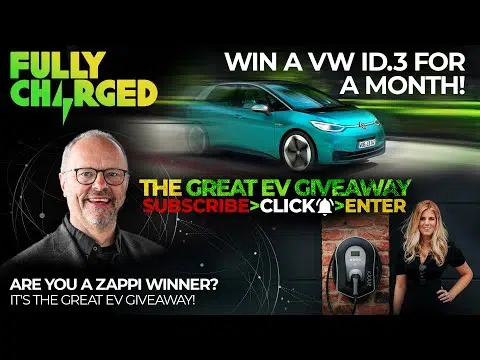 FULLY
CHARGED
WIN A VW ID.3 FOR
A MONTH!
THE GREAT EV GIVEAWAY
SUBSCRIBE>CLICK>ENTER
ARE YOU A ZAPPI WINNER?
IT'S THE GREAT EV GIVEAWAY!